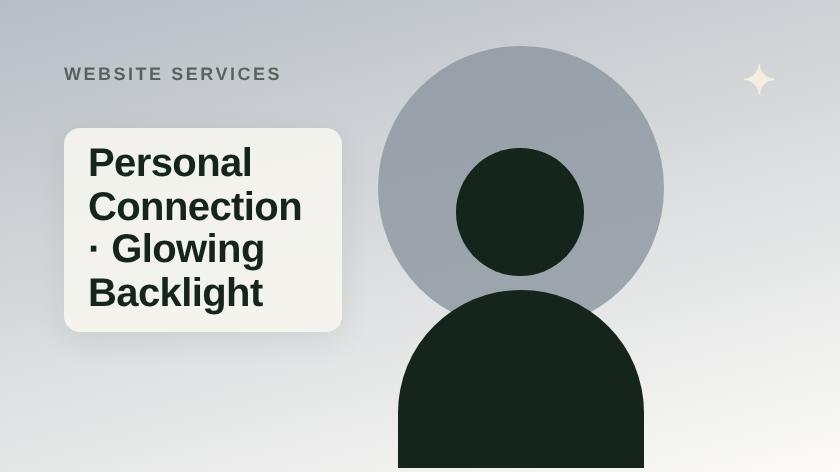 WEBSITE SERVICES
Personal
Connection
· Glowing
Backlight